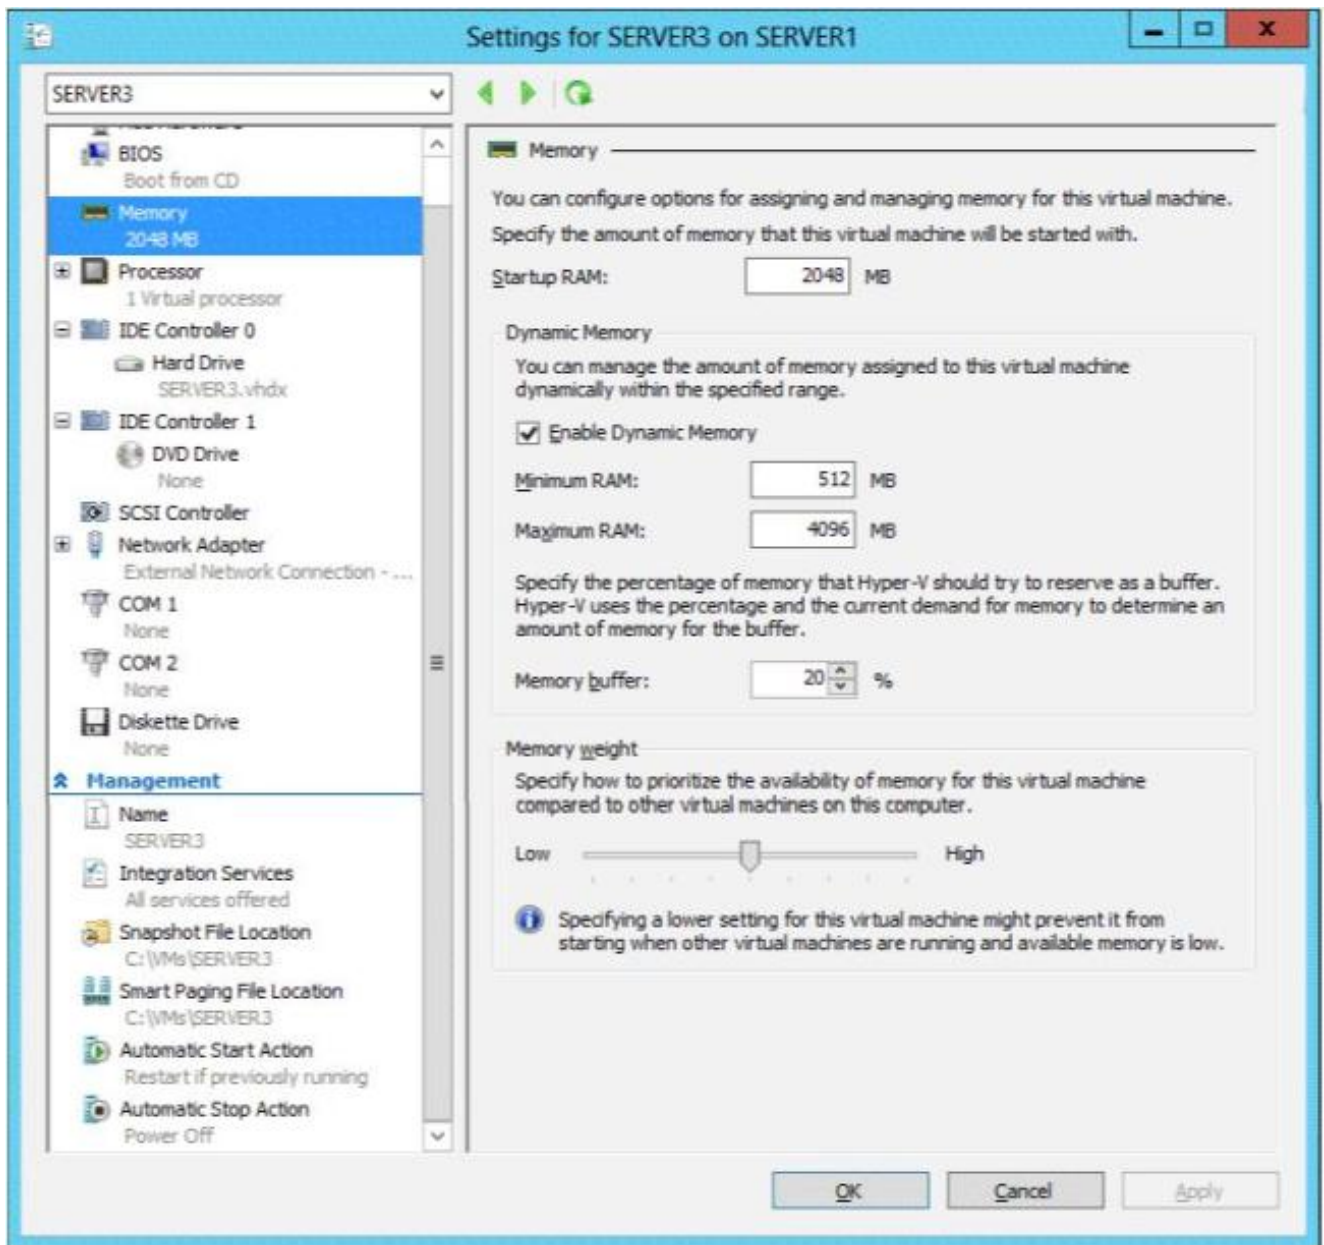 Settings for SERVER3 on SERVER1
SERVER3
BIOS
Boot from CD
Memory
2048 MB
Processor
1 Virtual processor
IDE Controller 0
Hard Drive
SERVER3.vhdx
IDE Controller 1
DVD Drive
None
SCSI Controller
Network Adapter
External Network Connection - ...
COM 1
None
COM 2
None
Diskette Drive
None
Management
Name
SERVER3
Integration Services
All services offered
Snapshot File Location
C:\VMs\SERVER3
Smart Paging File Location
C:\VMs\SERVER3
Automatic Start Action
Restart if previously running
Automatic Stop Action
Power Off
Memory
You can configure options for assigning and managing memory for this virtual machine.
Specify the amount of memory that this virtual machine will be started with.
Startup RAM: 2048 MB
Dynamic Memory
You can manage the amount of memory assigned to this virtual machine
dynamically within the specified range.
Enable Dynamic Memory
Minimum RAM: 512 MB
Maximum RAM: 4096 MB
Specify the percentage of memory that Hyper-V should try to reserve as a buffer.
Hyper-V uses the percentage and the current demand for memory to determine an
amount of memory for the buffer.
Memory buffer: 20 %
Memory weight
Specify how to prioritize the availability of memory for this virtual machine
compared to other virtual machines on this computer.
Low High
Specifying a lower setting for this virtual machine might prevent it from
starting when other virtual machines are running and available memory is low.
OK Cancel Apply